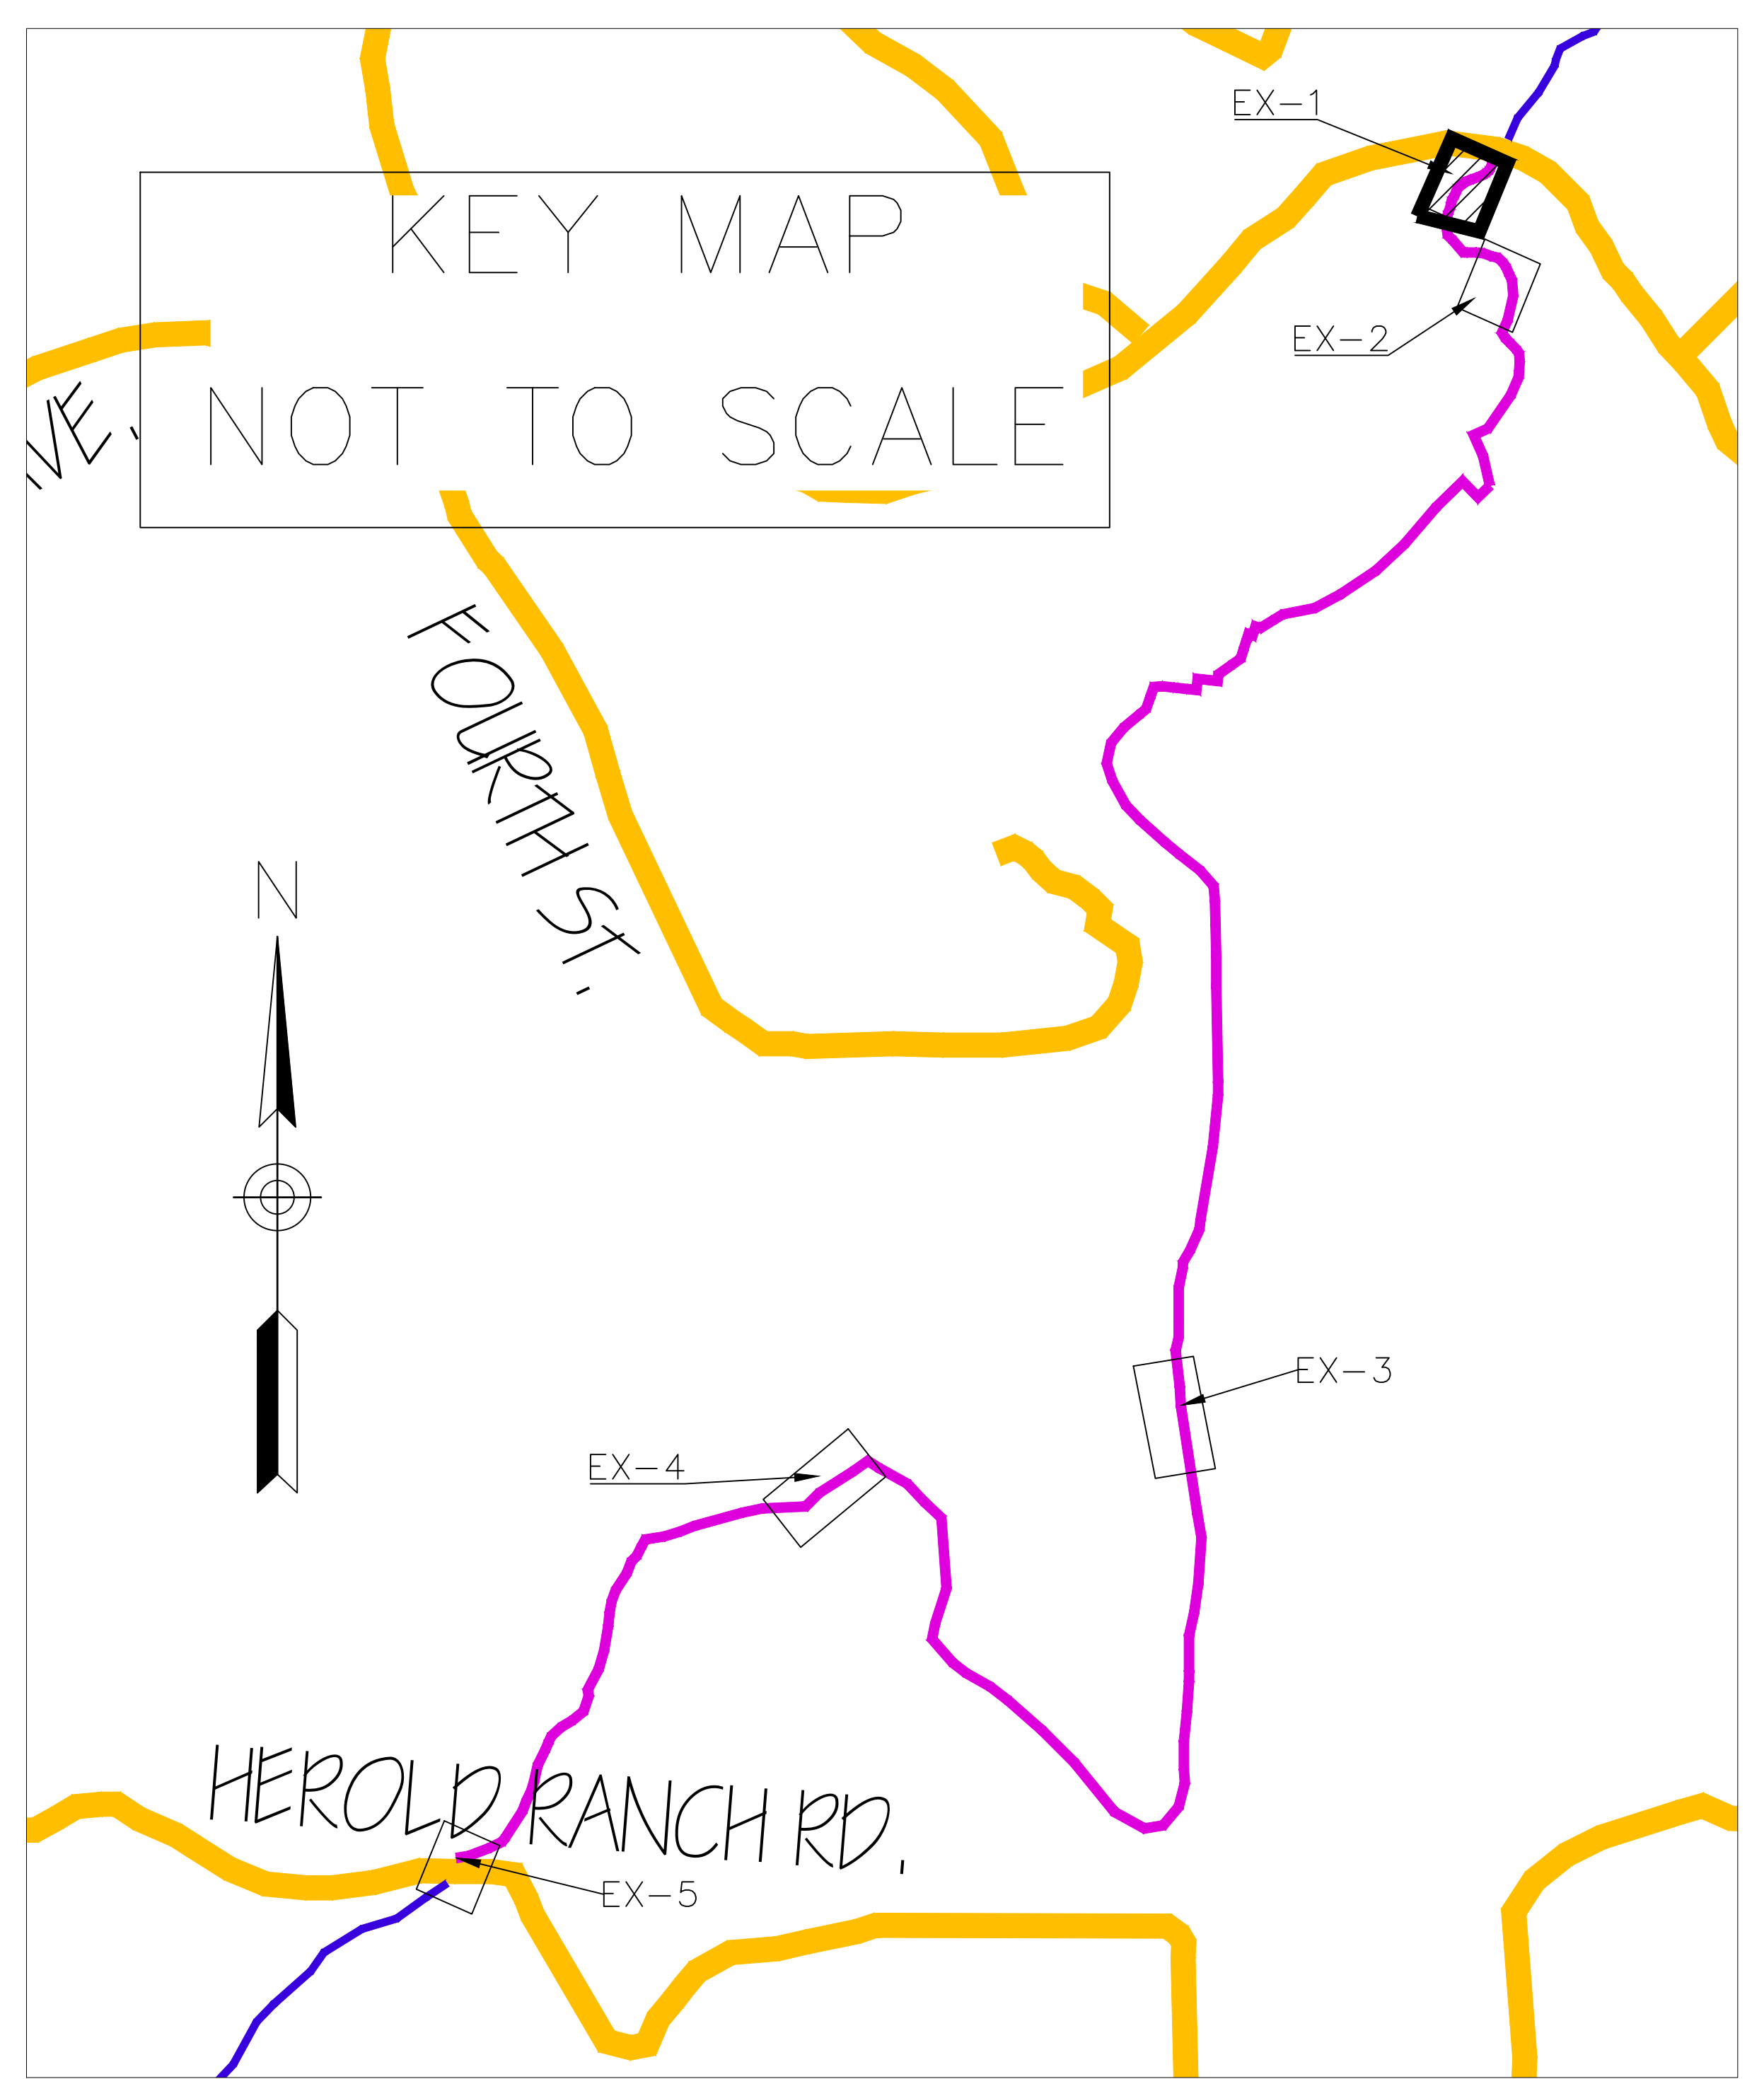 EX-1
KEY MAP
NOT TO SCALE
EX-2
VE.
FOURTH ST.
N
EX-3
EX-4
HEROLD RANCH RD.
EX-5